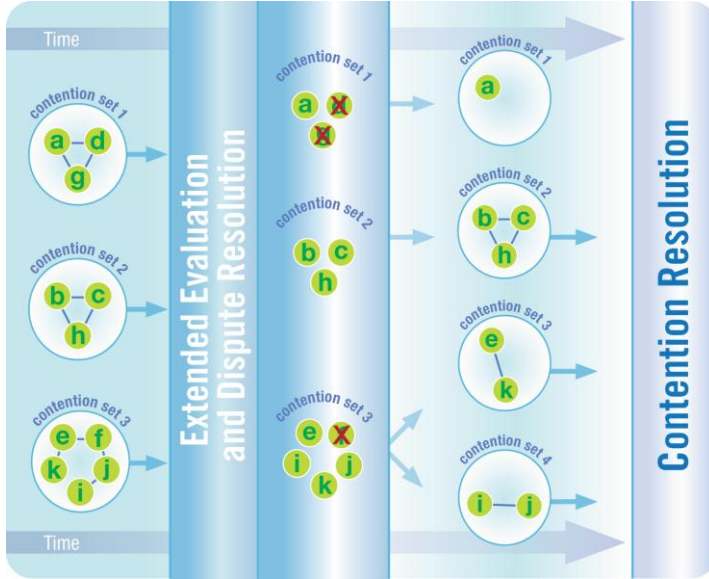 Time
contention set 1
a
d
g
contention set 2
b
c
h
contention set 3
e
f
k
j
i
Time
Extended Evaluation
and Dispute Resolution
contention set 1
a
X
X
contention set 2
b
c
h
contention set 3
e
X
i
j
k
contention set 1
a
contention set 2
b
c
h
contention set 3
e
k
contention set 4
i
j
Contention Resolution